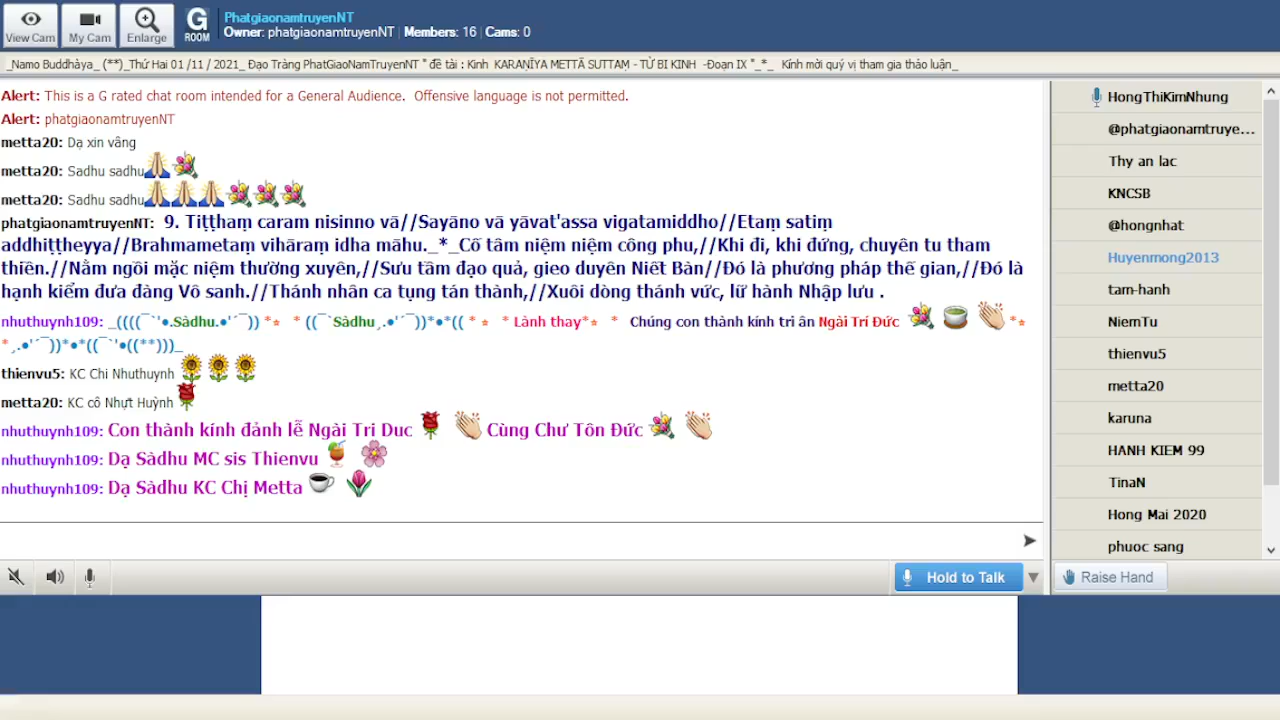 View Cam
My Cam
Enlarge
G ROOM
PhatgiaonamtruyenNT
Owner: phatgiaonamtruyenNT | Members: 16 | Cams: 0
_Namo Buddhàya_ (**)_Thứ Hai 01 /11 / 2021_ Đạo Tràng PhatGiaoNamTruyenNT " đề tài : Kinh KARAṆĪYA METTĀ SUTTAṂ - TỪ BI KINH -Đoạn IX "_*_ Kính mời quý vị tham gia thảo luận_
Alert: This is a G rated chat room intended for a General Audience. Offensive language is not permitted.
Alert: phatgiaonamtruyenNT
metta20: Dạ xin vâng
metta20: Sadhu sadhu
metta20: Sadhu sadhu
phatgiaonamtruyenNT: 9. Tiṭṭhaṃ caram nisinno vā//Sayāno vā yāvat'assa vigatamiddho//Etaṃ satiṃ
addhiṭṭheyya//Brahmametaṃ vihāraṃ idha māhu._*_Cố tâm niệm niệm công phu,//Khi đi, khi đứng, chuyên tu tham
thiền.//Nằm ngồi mặc niệm thường xuyên,//Sưu tầm đạo quả, gieo duyên Niết Bàn//Đó là phương pháp thế gian,//Đó là
hạnh kiểm đưa đàng Vô sanh.//Thánh nhân ca tụng tán thành,//Xuôi dòng thánh vức, lữ hành Nhập lưu .
nhuthuynh109: _((((¯`'•.Sàdhu.•'´¯)) *⭒ * ((¯`Sàdhu¸.•'´¯))*•*(( * ⭒ * Lành thay*⭒ * Chúng con thành kính tri ân Ngài Trí Đức *⭒
*¸.•'´¯))*•*((¯`'•((**)))_
thienvu5: KC Chi Nhuthuynh
metta20: KC cô Nhựt Huỳnh
nhuthuynh109: Con thành kính đảnh lễ Ngài Tri Duc Cùng Chư Tôn Đức
nhuthuynh109: Dạ Sàdhu MC sis Thienvu
nhuthuynh109: Dạ Sàdhu KC Chị Metta
Hold to Talk
HongThiKimNhung
@phatgiaonamtruye...
Thy an lac
KNCSB
@hongnhat
Huyenmong2013
tam-hanh
NiemTu
thienvu5
metta20
karuna
HANH KIEM 99
TinaN
Hong Mai 2020
phuoc sang
Raise Hand